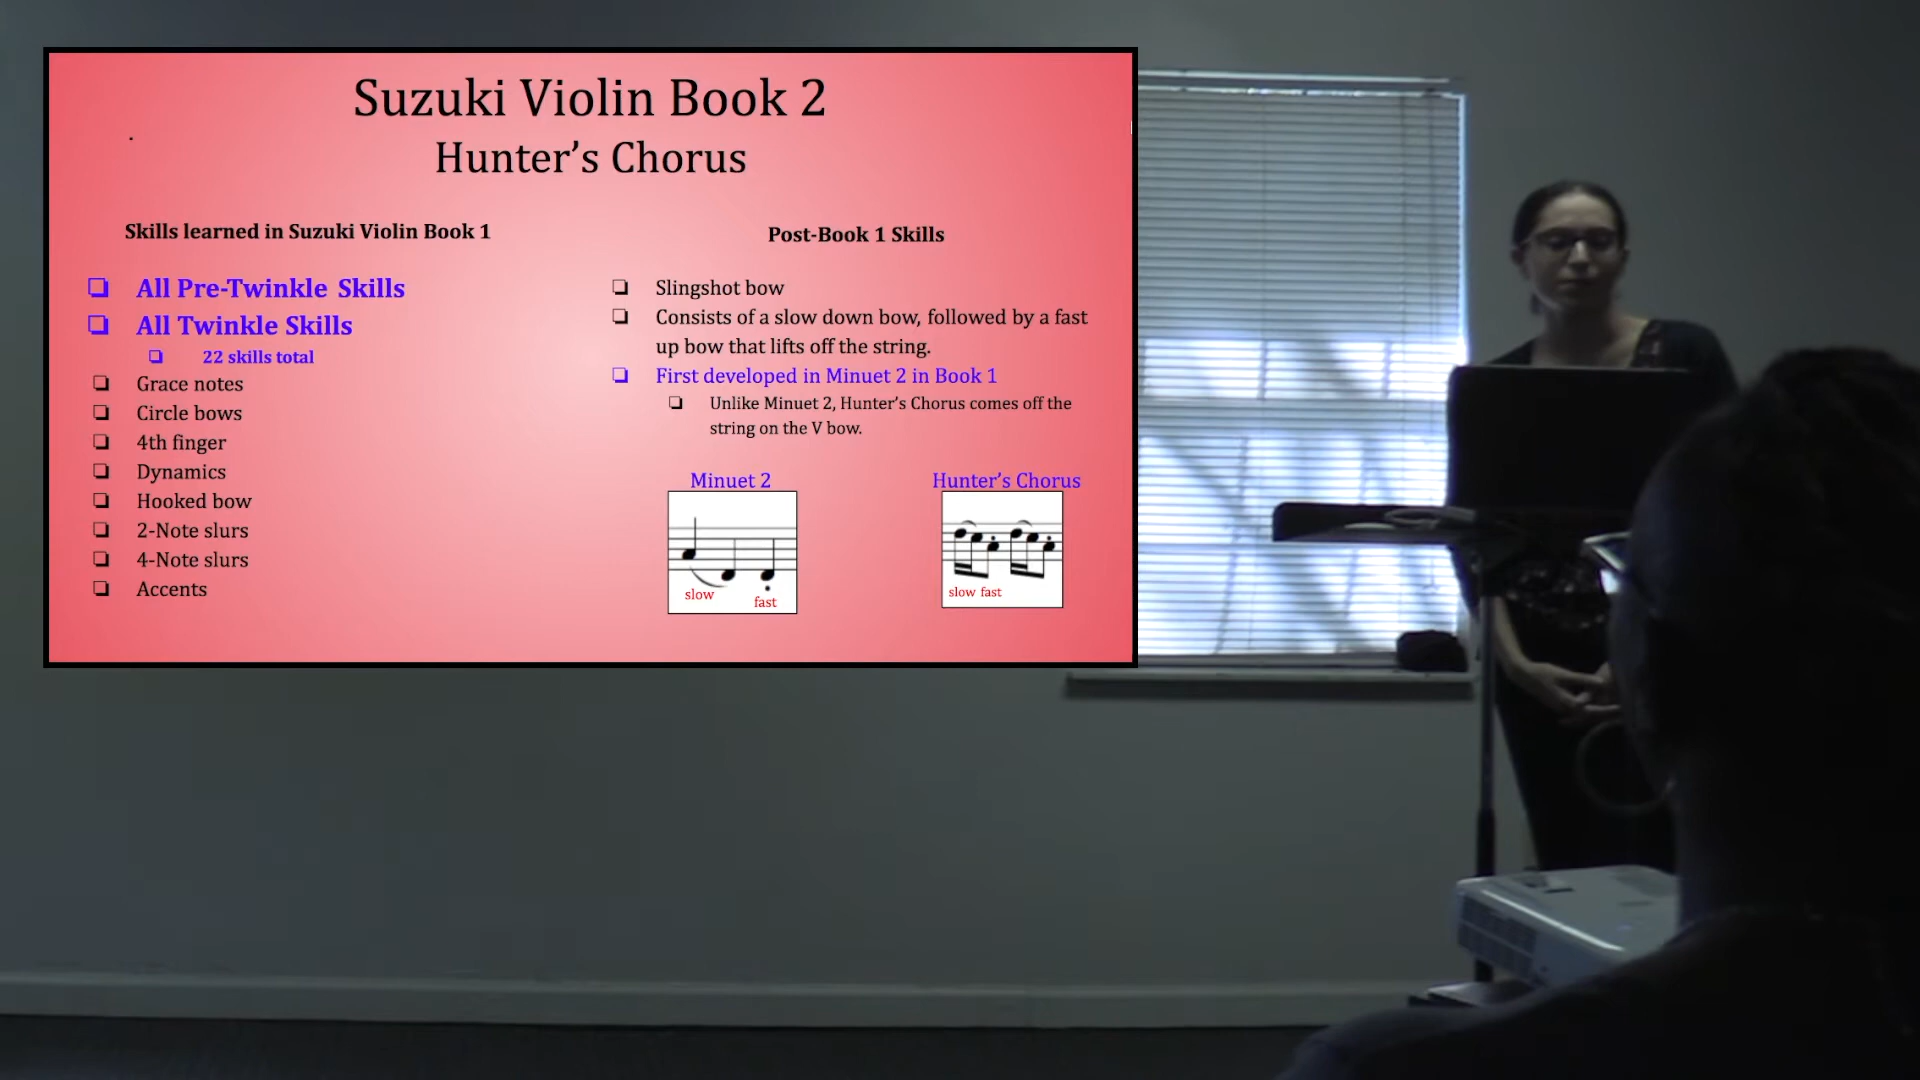 Suzuki Violin Book 2
Hunter's Chorus
Skills learned in Suzuki Violin Book 1
All Pre-Twinkle Skills
All Twinkle Skills
22 skills total
Grace notes
Circle bows
4th finger
Dynamics
Hooked bow
2-Note slurs
4-Note slurs
Accents
Post-Book 1 Skills
Slingshot bow
Consists of a slow down bow, followed by a fast
up bow that lifts off the string.
First developed in Minuet 2 in Book 1
Unlike Minuet 2, Hunter's Chorus comes off the
string on the V bow.
Minuet 2
slow
fast
Hunter's Chorus
slow fast